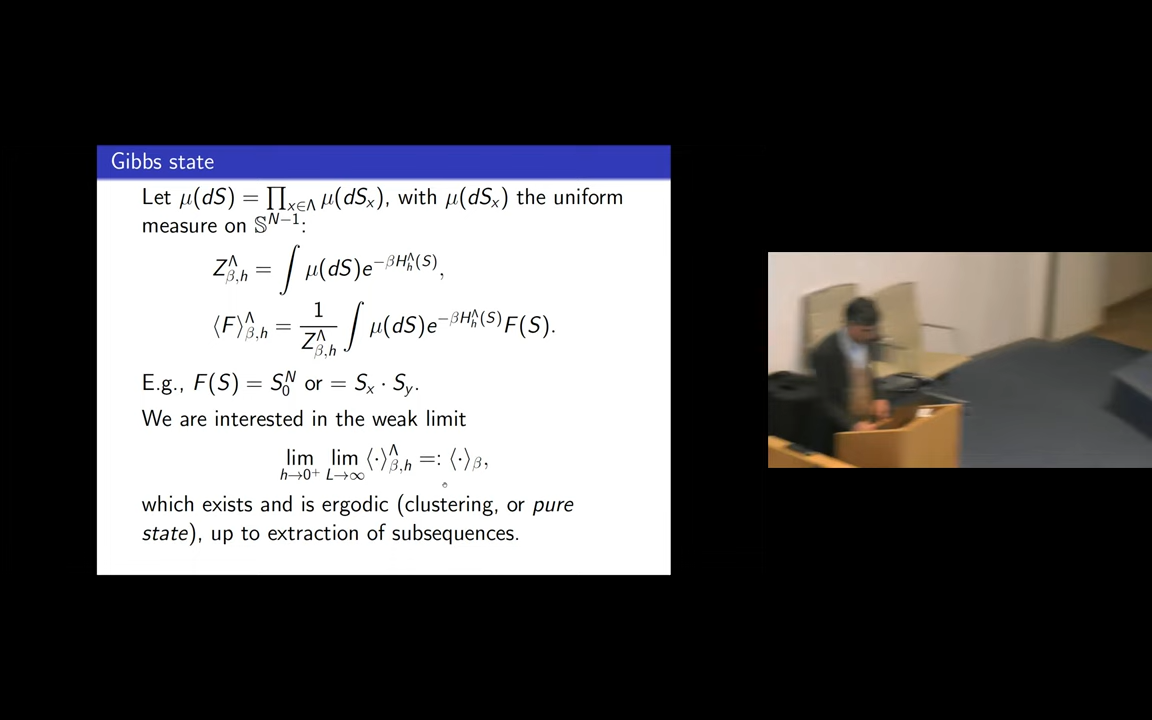 Gibbs state
Let μ(dS) = ∏_{x∈Λ} μ(dS_x), with μ(dS_x) the uniform
measure on 𝕊^{N−1}:
Z^Λ_{β,h} = ∫ μ(dS)e^{−βH^Λ_h(S)},
⟨F⟩^Λ_{β,h} = 1/Z^Λ_{β,h} ∫ μ(dS)e^{−βH^Λ_h(S)}F(S).
E.g., F(S) = S^N_0 or = S_x · S_y.
We are interested in the weak limit
lim_{h→0^+} lim_{L→∞} ⟨·⟩^Λ_{β,h} =: ⟨·⟩_β,
which exists and is ergodic (clustering, or pure
state), up to extraction of subsequences.